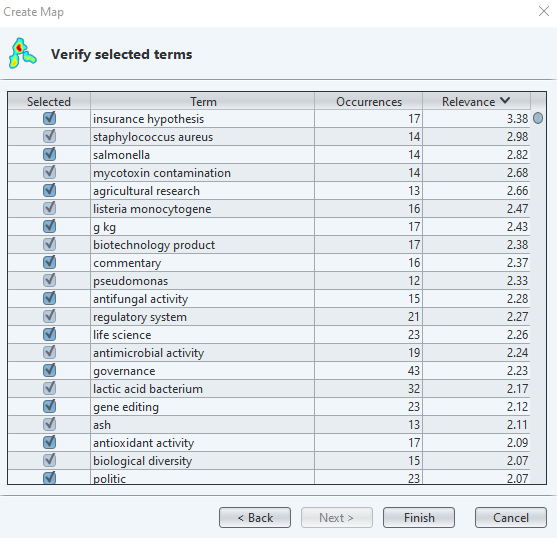 Create Map
Verify selected terms
Selected Term Occurrences Relevance
insurance hypothesis 17 3.38
staphylococcus aureus 14 2.98
salmonella 14 2.82
mycotoxin contamination 14 2.68
agricultural research 13 2.66
listeria monocytogene 16 2.47
g kg 17 2.43
biotechnology product 17 2.38
commentary 16 2.37
pseudomonas 12 2.33
antifungal activity 15 2.28
regulatory system 21 2.27
life science 23 2.26
antimicrobial activity 19 2.24
governance 43 2.23
lactic acid bacterium 32 2.17
gene editing 23 2.12
ash 13 2.11
antioxidant activity 17 2.09
biological diversity 15 2.07
politic 23 2.07
< Back Next > Finish Cancel